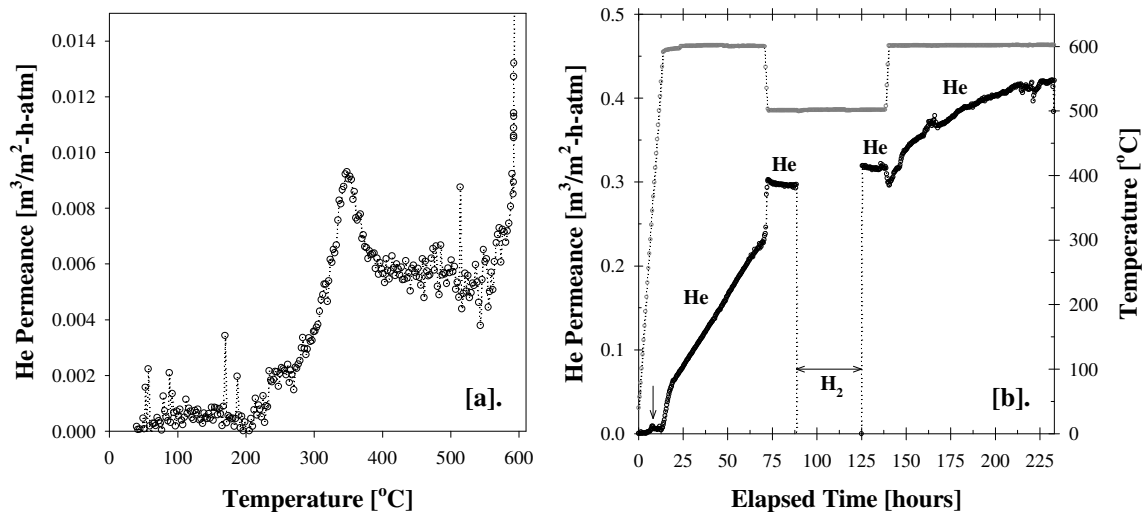 He Permeance [m³/m²-h-atm]
0.014
0.012
0.010
0.008
0.006
0.004
0.002
0.000
0 100 200 300 400 500 600
Temperature [°C]
[a].
He Permeance [m³/m²-h-atm]
0.5
0.4
0.3
0.2
0.1
0.0
He
He
He
He
H₂
[b].
0 25 50 75 100 125 150 175 200 225
Elapsed Time [hours]
600
500
400
300
200
100
0
Temperature [°C]